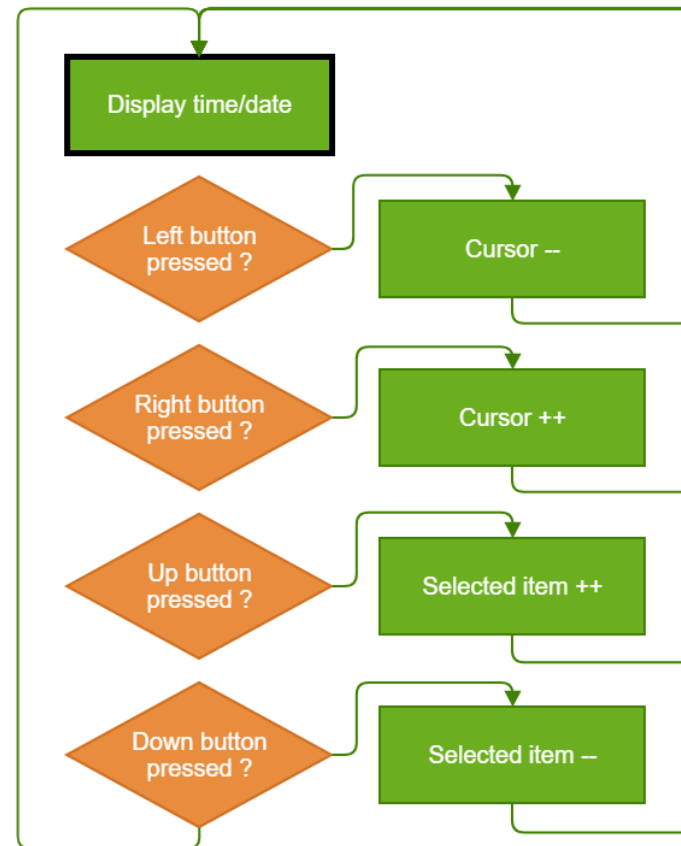 Display time/date
Left button
pressed ?
Cursor --
Right button
pressed ?
Cursor ++
Up button
pressed ?
Selected item ++
Down button
pressed ?
Selected item --